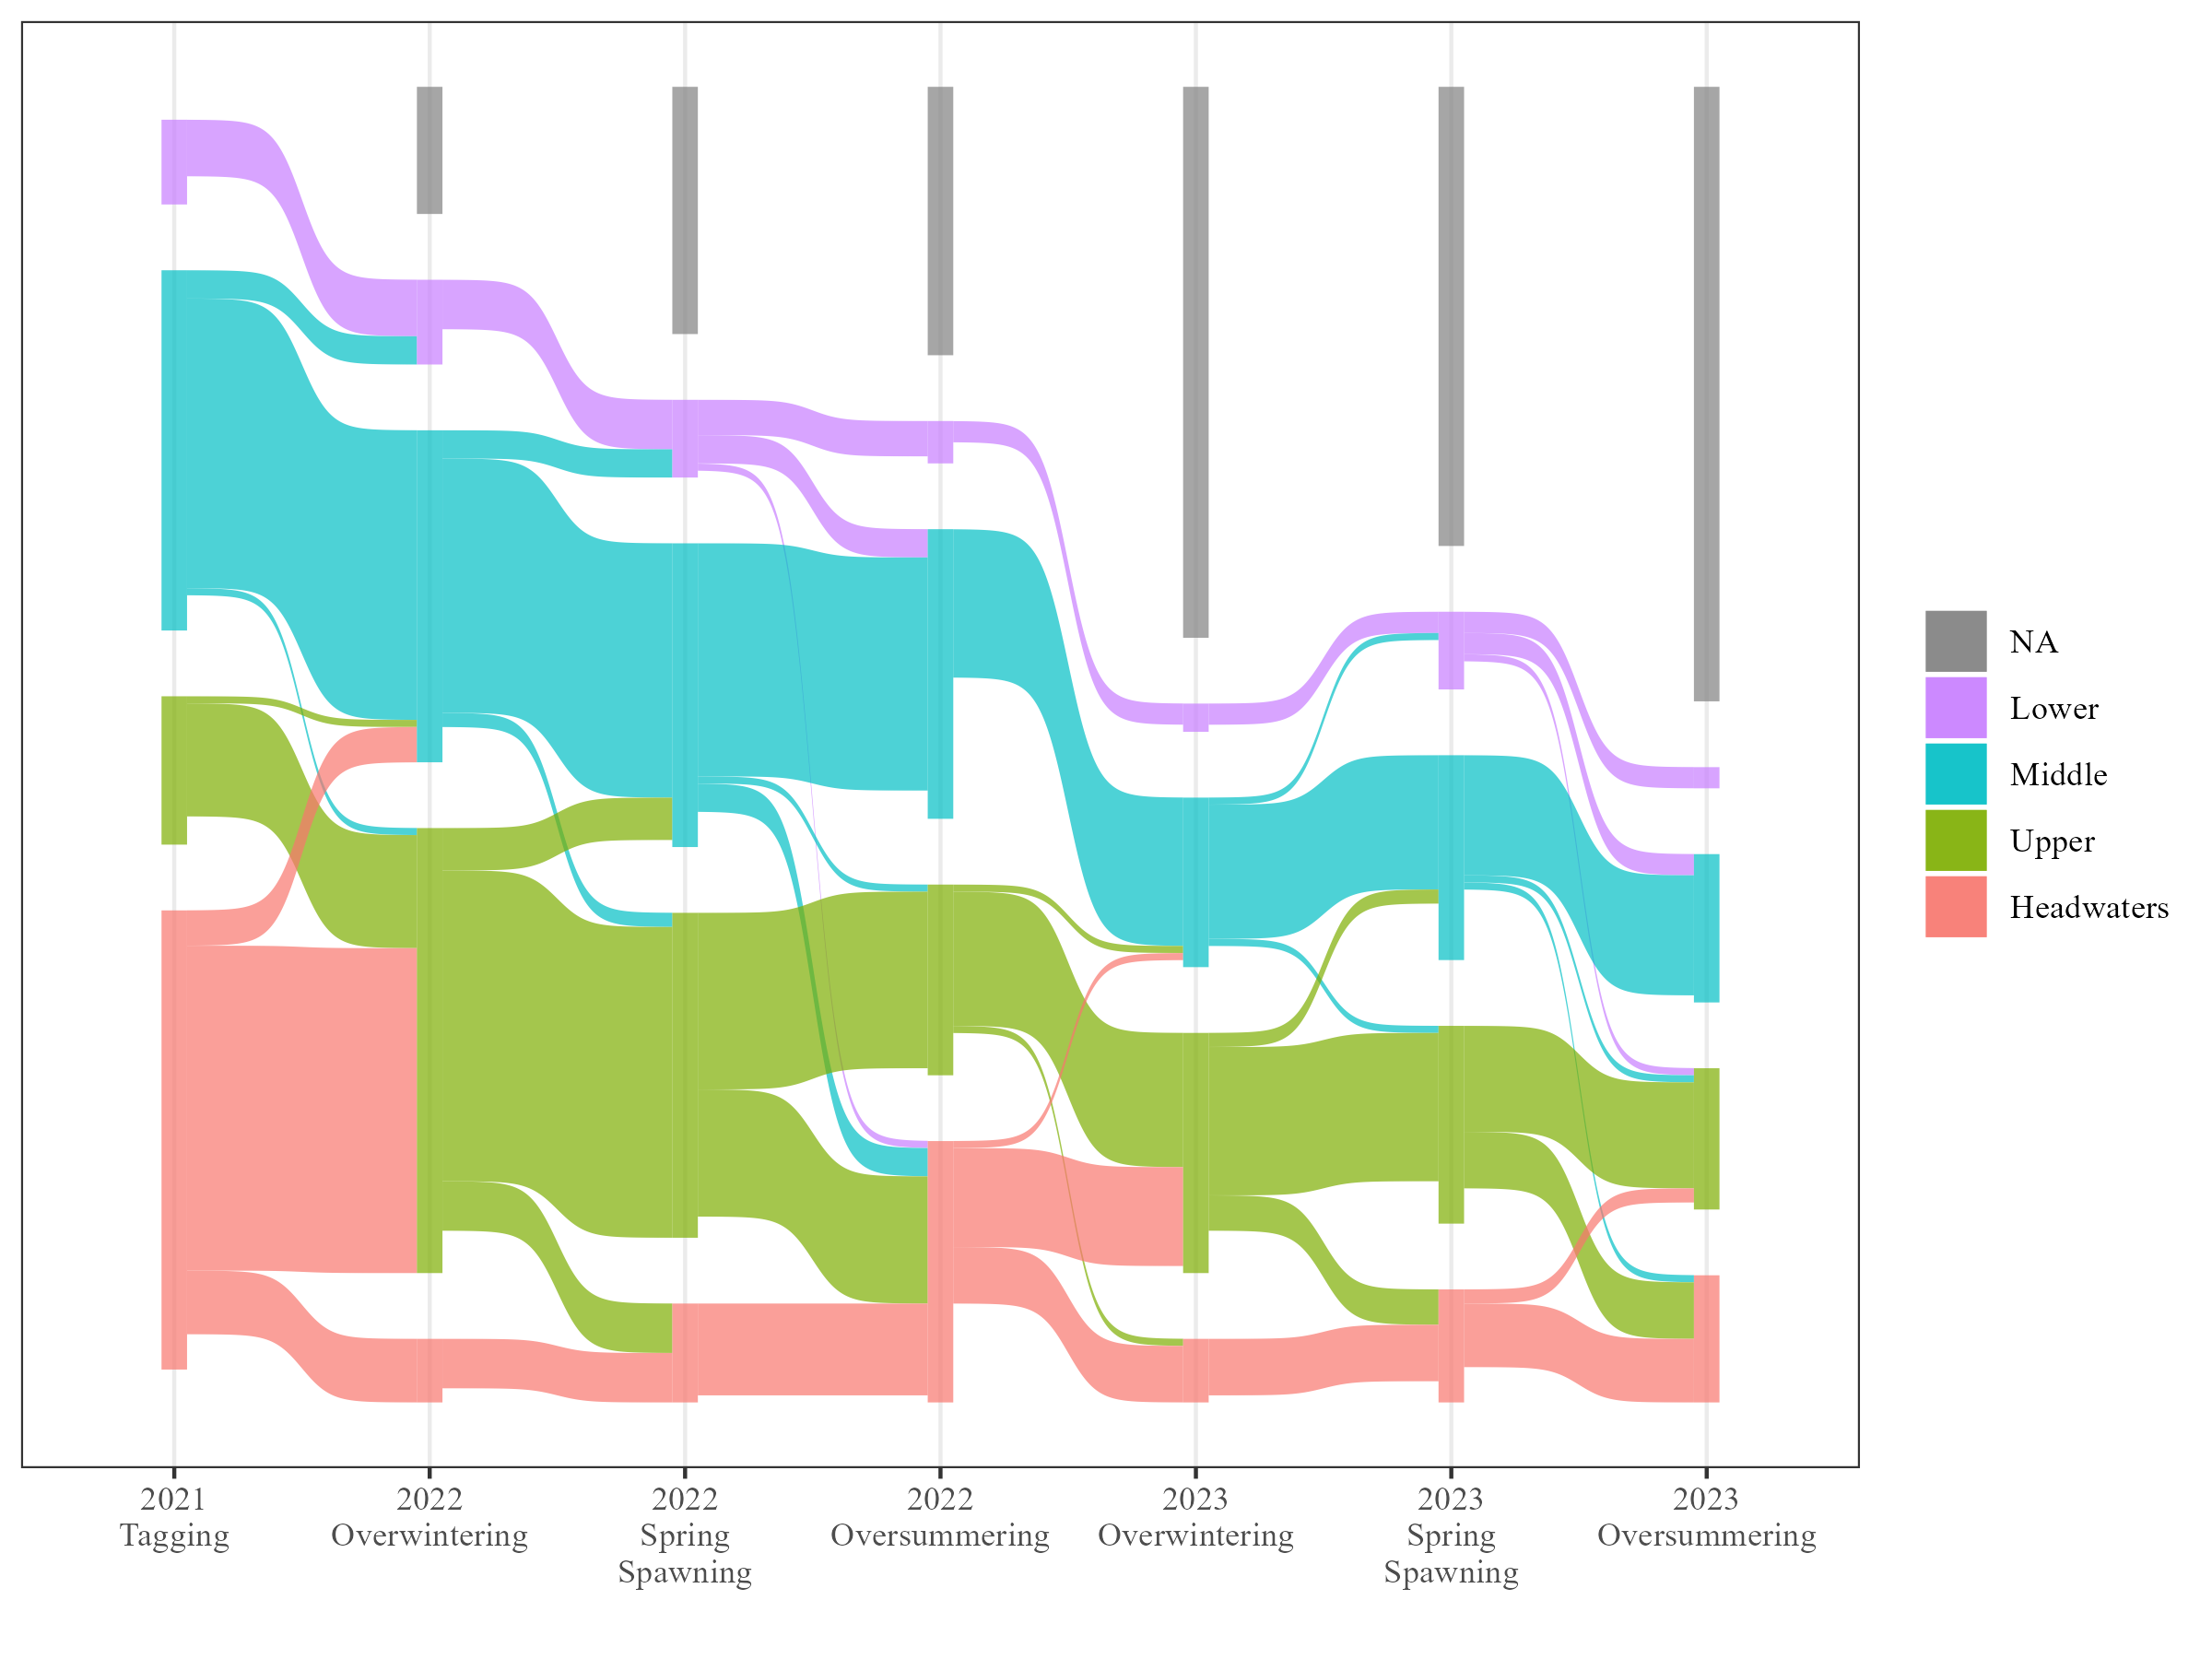 NA
Lower
Middle
Upper
Headwaters
2021
Tagging
2022
Overwintering
2022
Spring
Spawning
2022
Oversummering
2023
Overwintering
2023
Spring
Spawning
2023
Oversummering